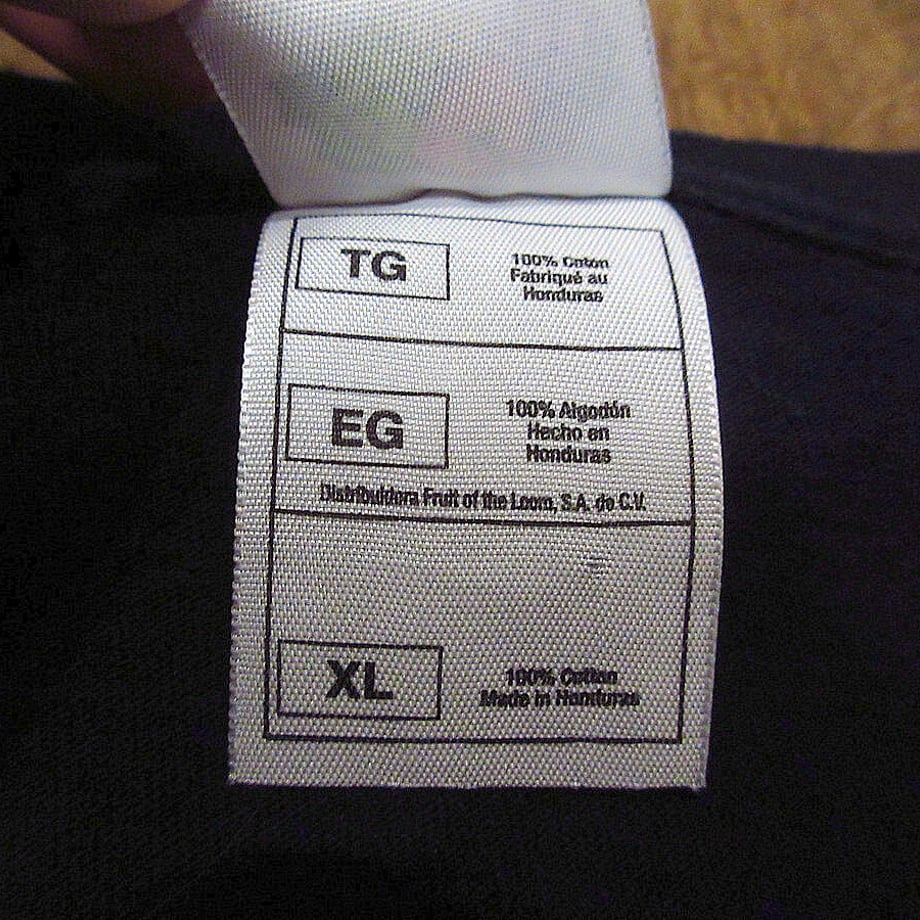 TG
100% Coton
Fabriqué au
Honduras
EG
100% Algodón
Hecho en
Honduras
Distribuidora Fruit of the Loom, S.A. de C.V.
XL
100% Cotton
Made in Honduras